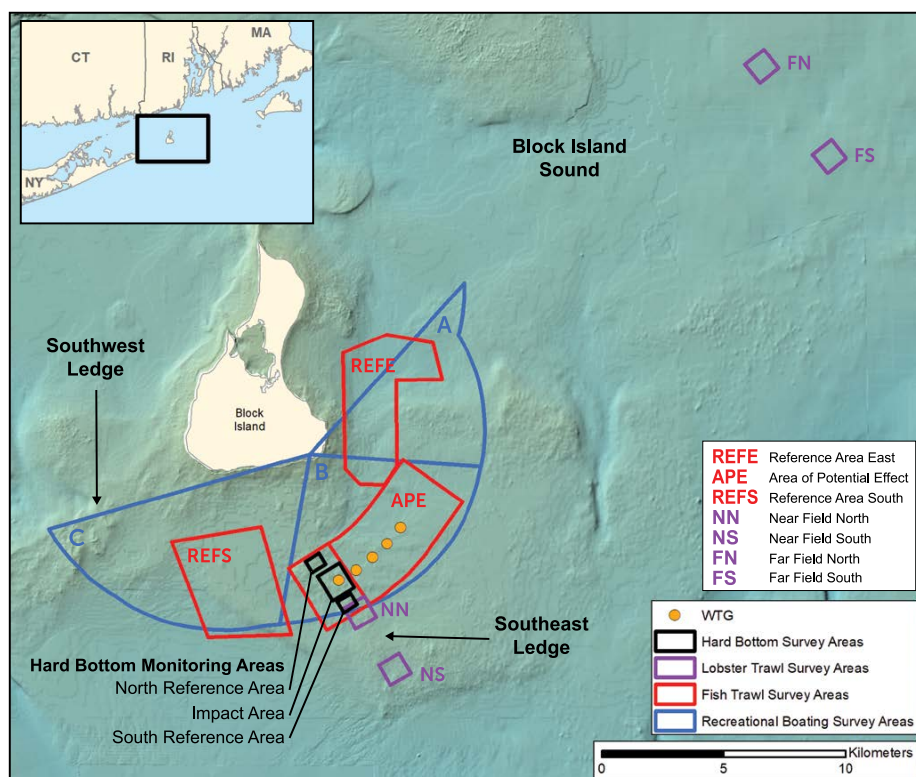 CT
RI
MA
NY
FN
FS
Block Island
Sound
A
Southwest
Ledge
REFE
Block
Island
B
APE
C
REFS
NN
Southeast
Ledge
NS
Hard Bottom Monitoring Areas
North Reference Area
Impact Area
South Reference Area
REFE Reference Area East
APE Area of Potential Effect
REFS Reference Area South
NN Near Field North
NS Near Field South
FN Far Field North
FS Far Field South
WTG
Hard Bottom Survey Areas
Lobster Trawl Survey Areas
Fish Trawl Survey Areas
Recreational Boating Survey Areas
Kilometers
0 5 10